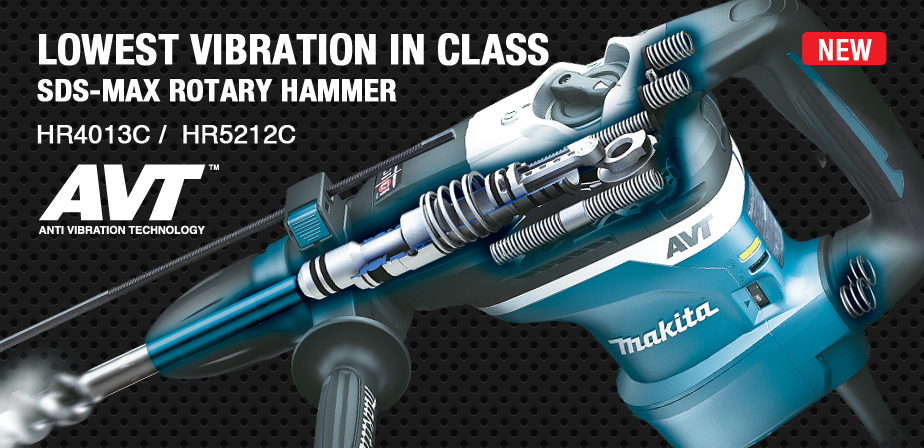 LOWEST VIBRATION IN CLASS
NEW
SDS-MAX ROTARY HAMMER
HR4013C / HR5212C
AVT™
ANTI VIBRATION TECHNOLOGY
AVT
makita